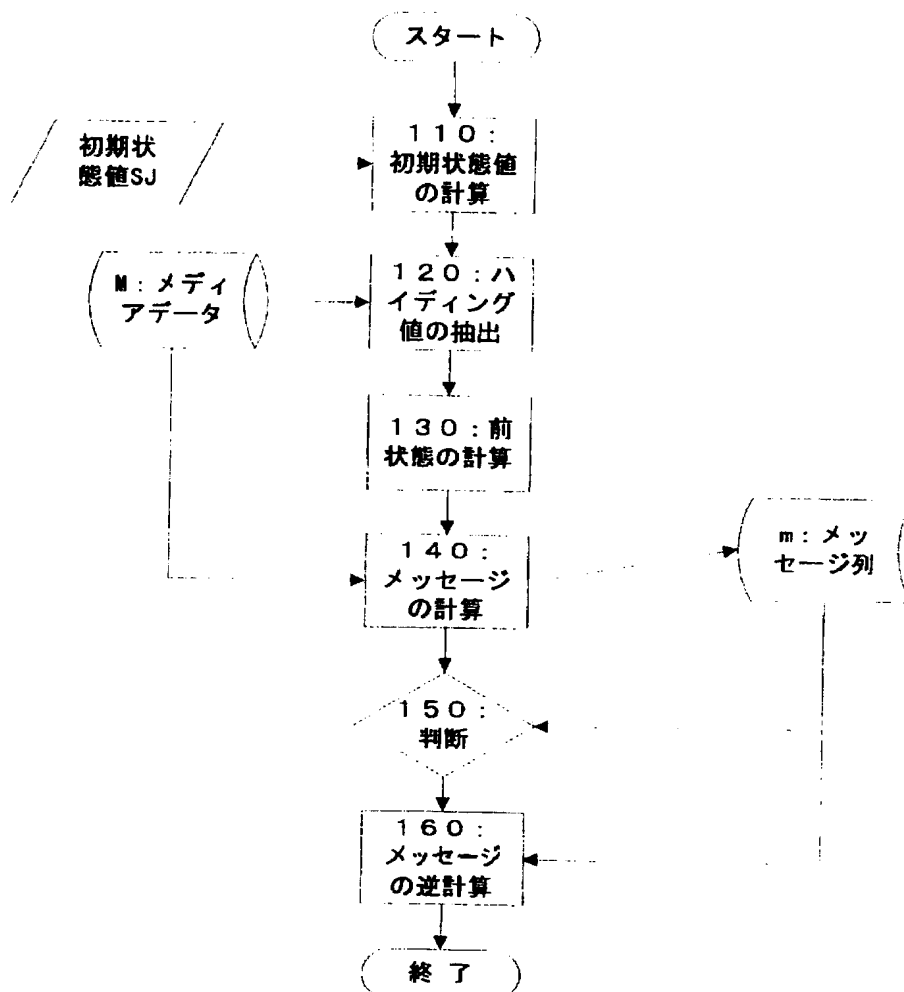 スタート
初期状
態値SJ
110:
初期状態値
の計算
M:メディ
アデータ
120:ハ
イディング
値の抽出
130:前
状態の計算
140:
メッセージ
の計算
m:メッ
セージ列
150:
判断
160:
メッセージ
の逆計算
終 了